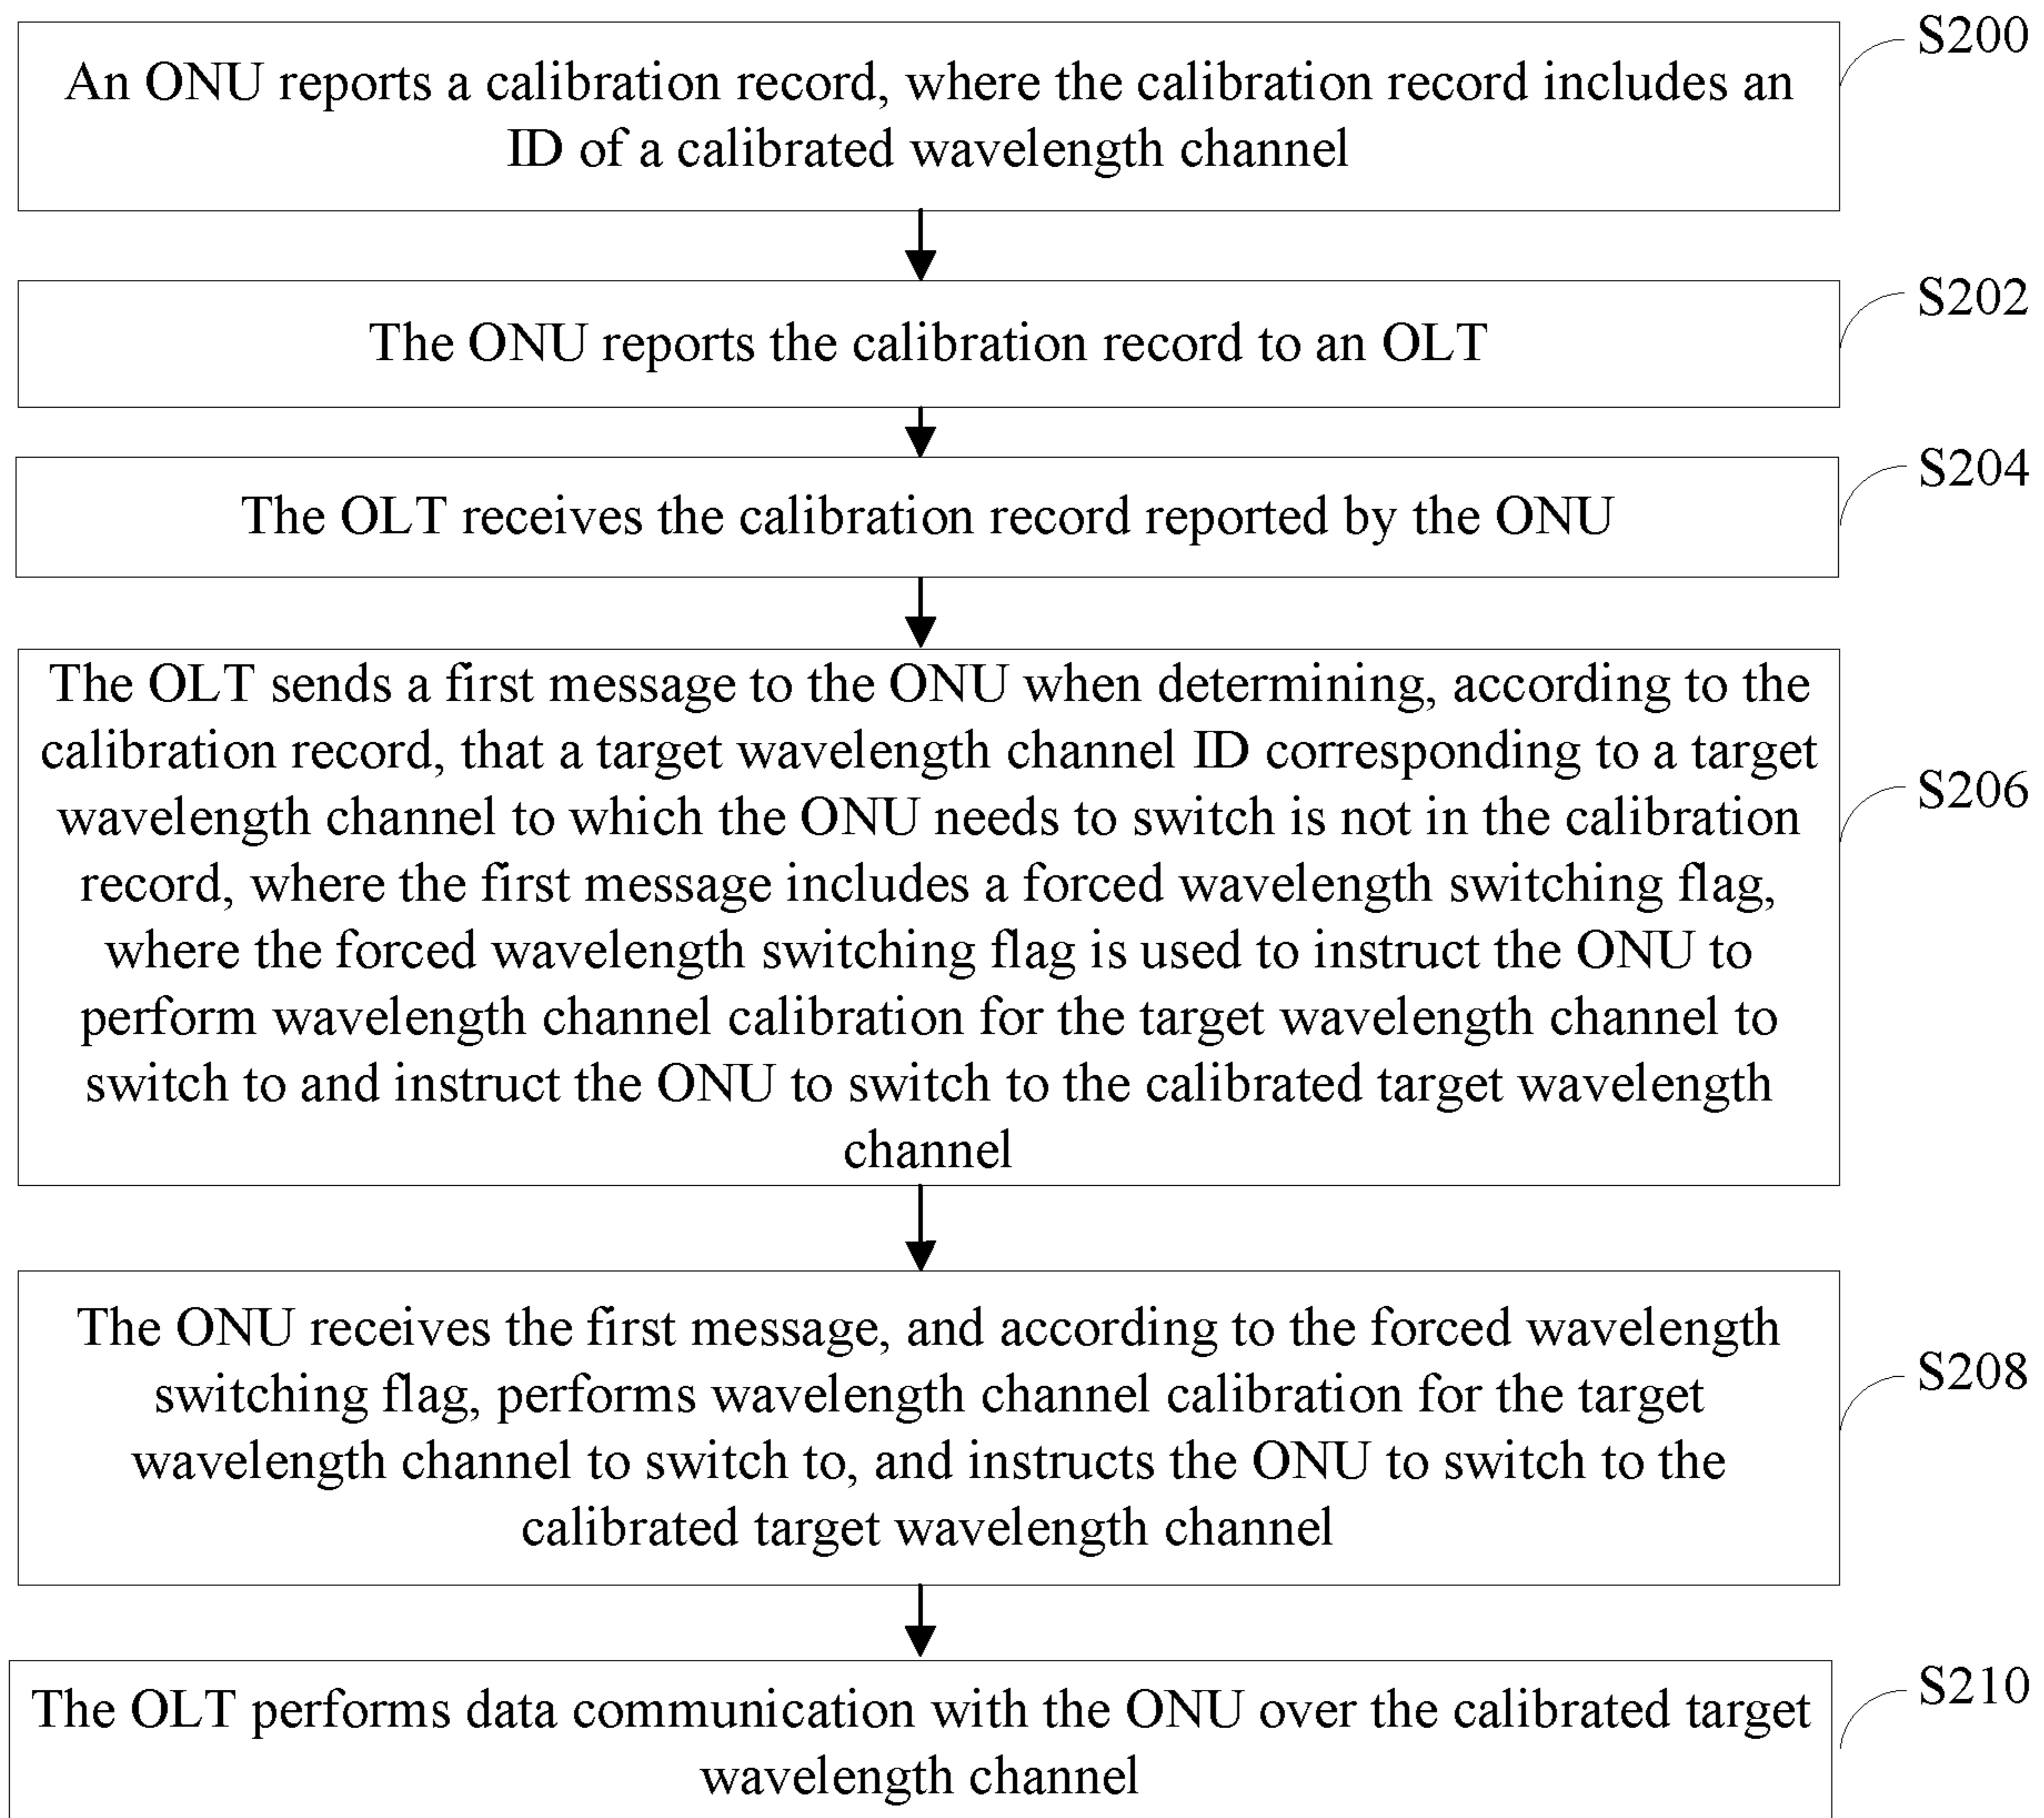 S200
An ONU reports a calibration record, where the calibration record includes an
ID of a calibrated wavelength channel
S202
The ONU reports the calibration record to an OLT
S204
The OLT receives the calibration record reported by the ONU
The OLT sends a first message to the ONU when determining, according to the
calibration record, that a target wavelength channel ID corresponding to a target
wavelength channel to which the ONU needs to switch is not in the calibration
record, where the first message includes a forced wavelength switching flag,
where the forced wavelength switching flag is used to instruct the ONU to
perform wavelength channel calibration for the target wavelength channel to
switch to and instruct the ONU to switch to the calibrated target wavelength
channel
S206
The ONU receives the first message, and according to the forced wavelength
switching flag, performs wavelength channel calibration for the target
wavelength channel to switch to, and instructs the ONU to switch to the
calibrated target wavelength channel
S208
The OLT performs data communication with the ONU over the calibrated target
wavelength channel
S210